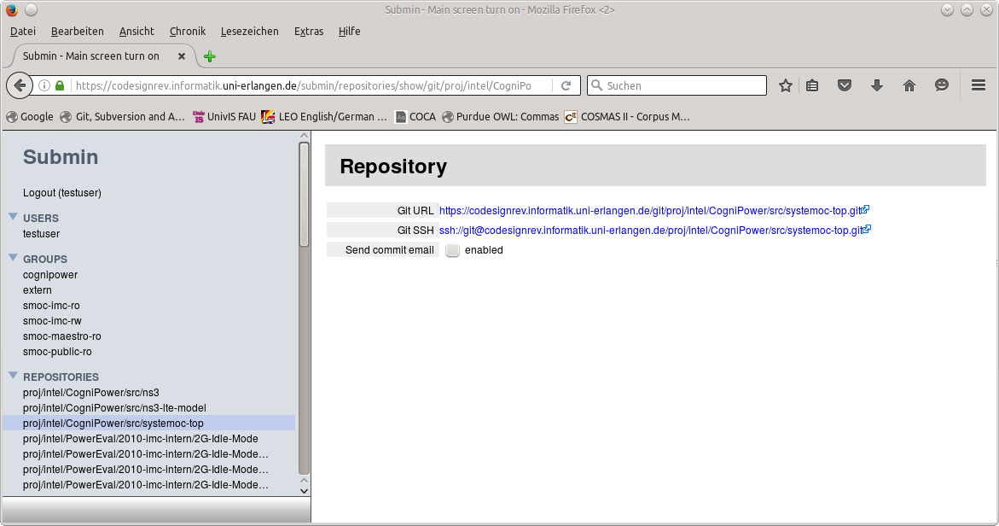 Submin - Main screen turn on - Mozilla Firefox <2>
Datei Bearbeiten Ansicht Chronik Lesezeichen Extras Hilfe
Submin - Main screen turn on
https://codesignrev.informatik.uni-erlangen.de/submin/repositories/show/git/proj/intel/CogniPo
Suchen
Google Git, Subversion and A... UnivIS FAU LEO English/German ... COCA Purdue OWL: Commas COSMAS II - Corpus M...
Submin
Logout (testuser)
USERS
testuser
GROUPS
cognipower
extern
smoc-imc-ro
smoc-imc-rw
smoc-maestro-ro
smoc-public-ro
REPOSITORIES
proj/intel/CogniPower/src/ns3
proj/intel/CogniPower/src/ns3-lte-model
proj/intel/CogniPower/src/systemoc-top
proj/intel/PowerEval/2010-imc-intern/2G-Idle-Mode
proj/intel/PowerEval/2010-imc-intern/2G-Idle-Mode...
proj/intel/PowerEval/2010-imc-intern/2G-Idle-Mode...
proj/intel/PowerEval/2010-imc-intern/2G-Idle-Mode...
Repository
Git URL https://codesignrev.informatik.uni-erlangen.de/git/proj/intel/CogniPower/src/systemoc-top.git
Git SSH ssh://git@codesignrev.informatik.uni-erlangen.de/proj/intel/CogniPower/src/systemoc-top.git
Send commit email enabled